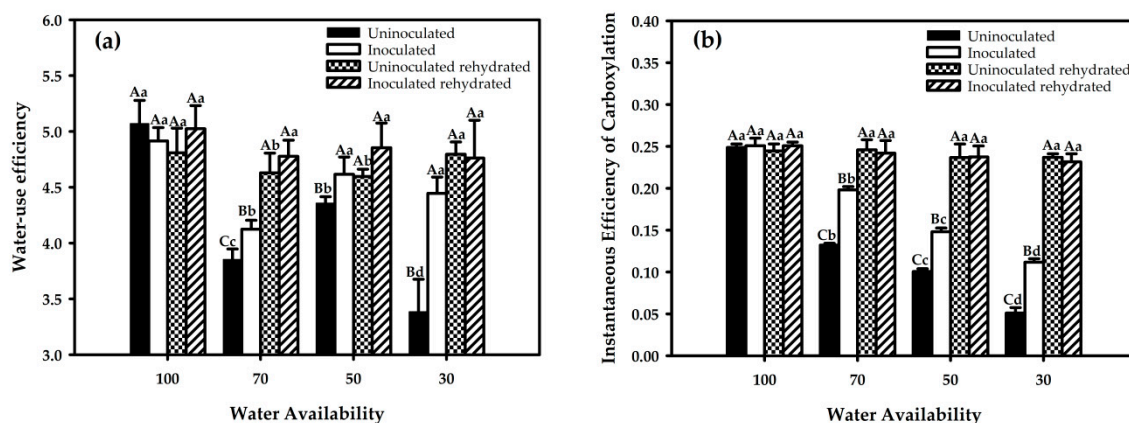 (a)
Uninoculated
Inoculated
Uninoculated rehydrated
Inoculated rehydrated
Water-use efficiency
6.0
5.5
5.0
4.5
4.0
3.5
3.0
Aa Aa Aa Aa
Cc Bb Ab Aa
Bb Aa Ab Aa
Bd Aa Aa Aa
100 70 50 30
Water Availability
(b)
Uninoculated
Inoculated
Uninoculated rehydrated
Inoculated rehydrated
Instantaneous Efficiency of Carboxylation
0.40
0.35
0.30
0.25
0.20
0.15
0.10
0.05
0.00
Aa Aa Aa Aa
Cb Bb Aa Aa
Cc Bc Aa Aa
Cd Bd Aa Aa
100 70 50 30
Water Availability